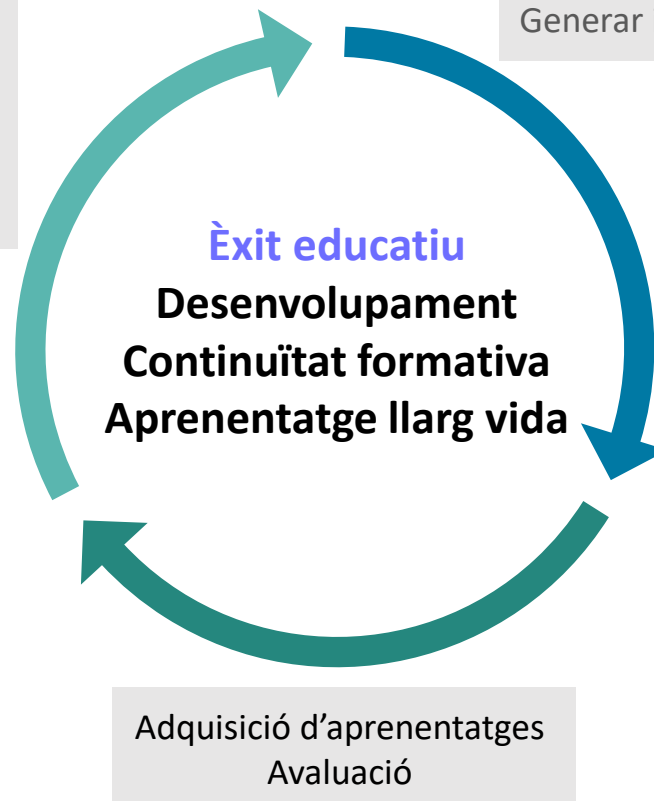 Generar
Èxit educatiu
Desenvolupament
Continuïtat formativa
Aprenentatge llarg vida
Adquisició d’aprenentatges
Avaluació